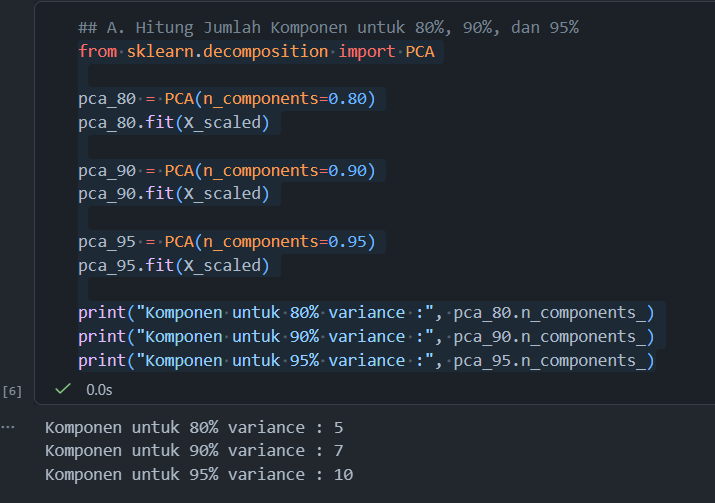 ## A. Hitung Jumlah Komponen untuk 80%, 90%, dan 95%
from sklearn.decomposition import PCA
pca_80 = PCA(n_components=0.80)
pca_80.fit(X_scaled)
pca_90 = PCA(n_components=0.90)
pca_90.fit(X_scaled)
pca_95 = PCA(n_components=0.95)
pca_95.fit(X_scaled)
print("Komponen untuk 80% variance :", pca_80.n_components_)
print("Komponen untuk 90% variance :", pca_90.n_components_)
print("Komponen untuk 95% variance :", pca_95.n_components_)
[6] 0.0s
... Komponen untuk 80% variance : 5
Komponen untuk 90% variance : 7
Komponen untuk 95% variance : 10